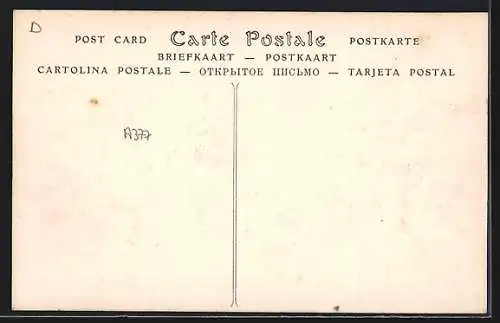 D
POST CARD Carte Postale POSTKARTE
BRIEFKAART — POSTKAART
CARTOLINA POSTALE — ОТКРЫТОЕ ПИСЬМО — TARJETA POSTAL
A377